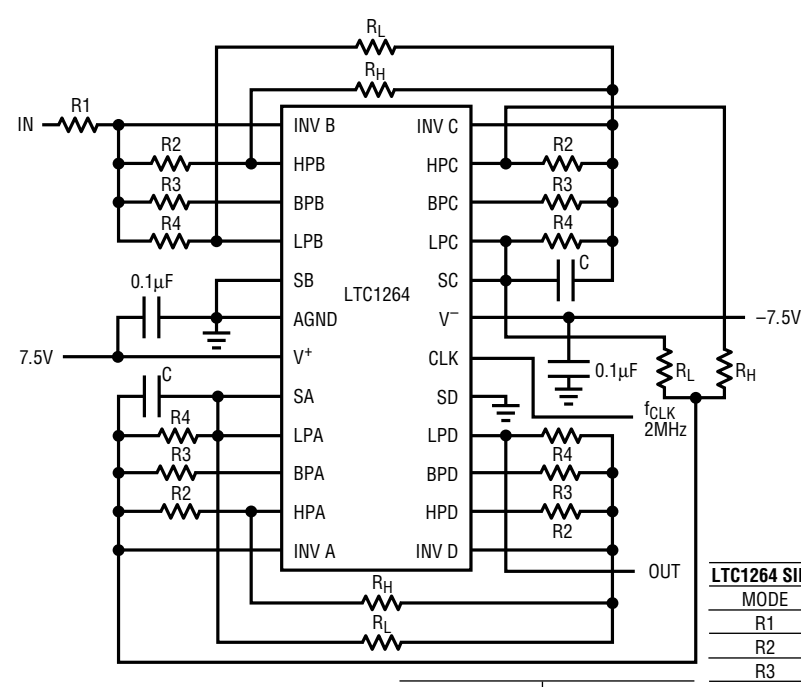 RL
RH
R1
IN
INV B
INV C
R2
R2
HPB
HPC
R3
R3
BPB
BPC
R4
R4
LPB
LPC
C
0.1µF
SB
SC
LTC1264
AGND
V–
–7.5V
7.5V
V+
CLK
0.1µF
RL
RH
C
SA
SD
fCLK
2MHz
R4
LPA
LPD
R3
R4
BPA
BPD
R2
R3
HPA
HPD
R2
INV A
INV D
OUT
RH
RL
LTC1264 SI
MODE
R1
R2
R3